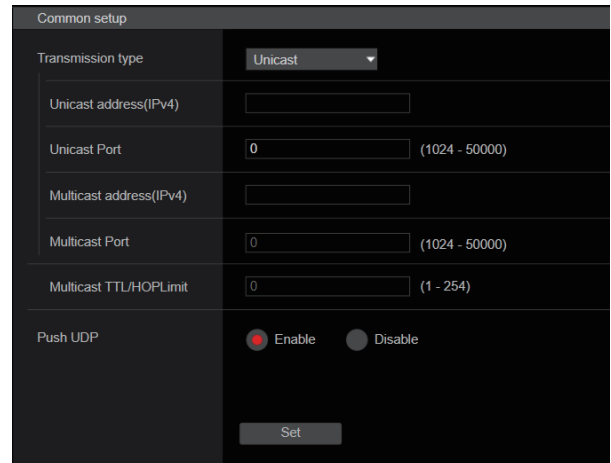 Common setup
Transmission type Unicast
Unicast address(IPv4)
Unicast Port 0 (1024 - 50000)
Multicast address(IPv4)
Multicast Port 0 (1024 - 50000)
Multicast TTL/HOPLimit 0 (1 - 254)
Push UDP Enable Disable
Set